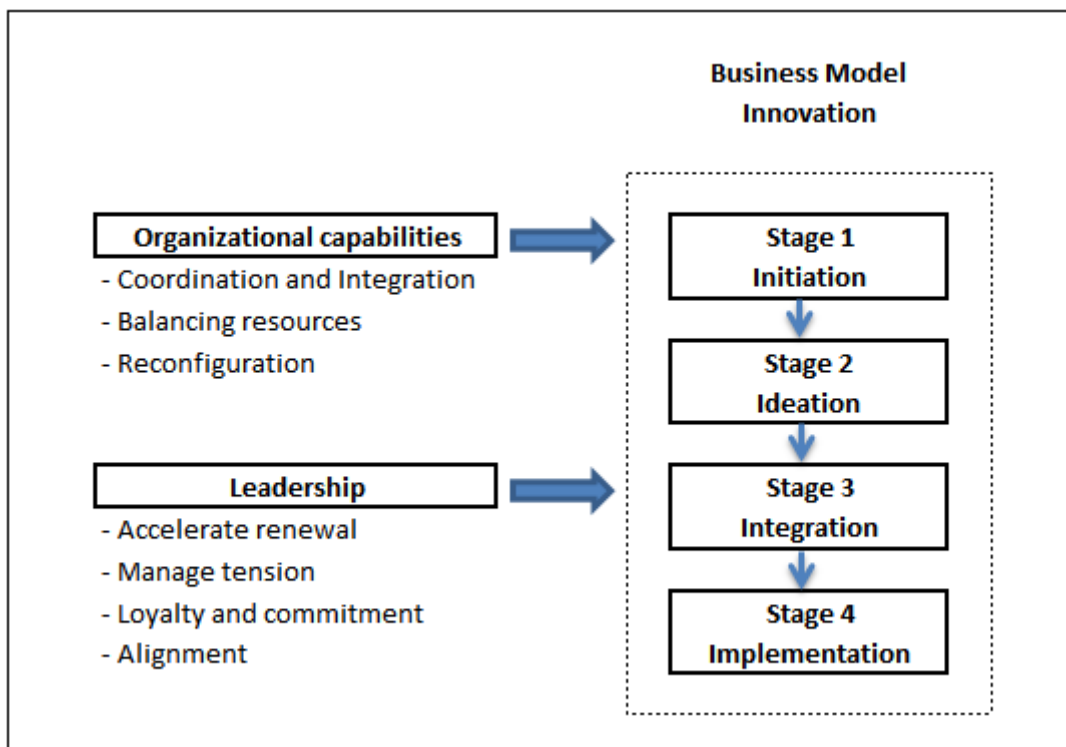 Business Model
Innovation
Organizational capabilities
- Coordination and Integration
- Balancing resources
- Reconfiguration
Leadership
- Accelerate renewal
- Manage tension
- Loyalty and commitment
- Alignment
Stage 1
Initiation
Stage 2
Ideation
Stage 3
Integration
Stage 4
Implementation